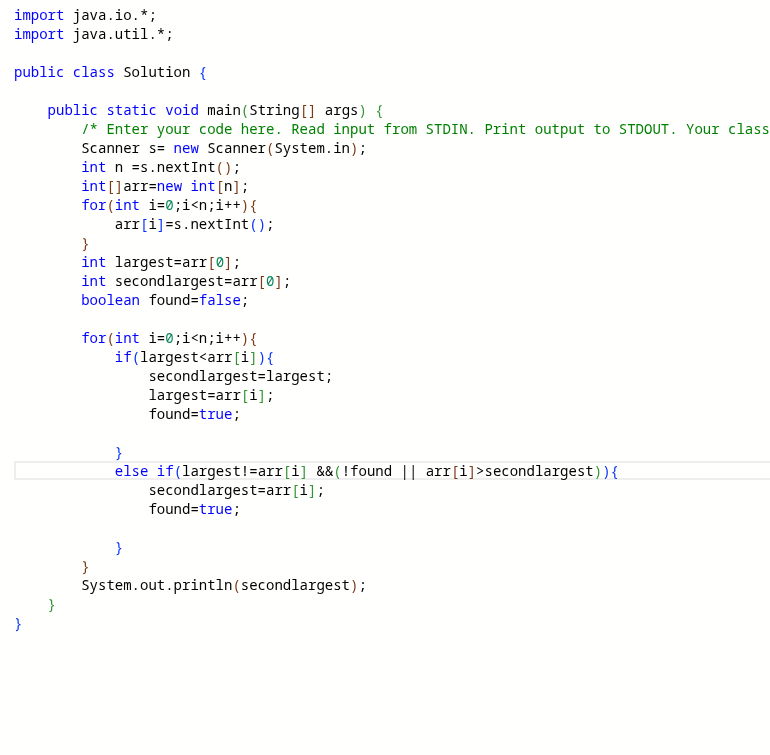 import java.io.*;
import java.util.*;

public class Solution {

    public static void main(String[] args) {
        /* Enter your code here. Read input from STDIN. Print output to STDOUT. Your class
        Scanner s= new Scanner(System.in);
        int n =s.nextInt();
        int[]arr=new int[n];
        for(int i=0;i<n;i++){
            arr[i]=s.nextInt();
        }
        int largest=arr[0];
        int secondlargest=arr[0];
        boolean found=false;

        for(int i=0;i<n;i++){
            if(largest<arr[i]){
                secondlargest=largest;
                largest=arr[i];
                found=true;

            }
            else if(largest!=arr[i] &&(!found || arr[i]>secondlargest)){
                secondlargest=arr[i];
                found=true;

            }
        }
        System.out.println(secondlargest);
    }
}